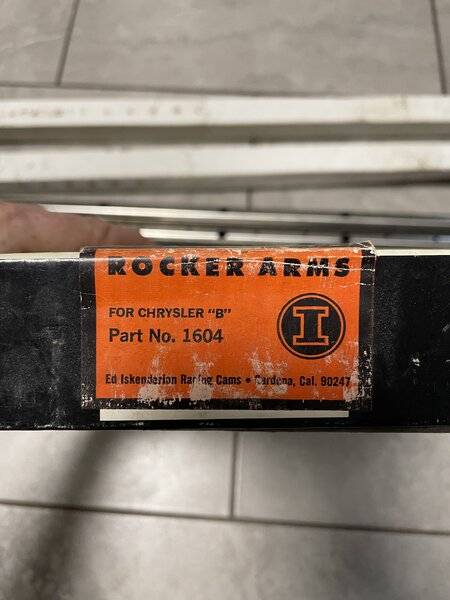 ROCKER ARMS
FOR CHRYSLER "B"
Part No. 1604
I
Ed Iskenderian Racing Cams • Gardena, Cal. 90247